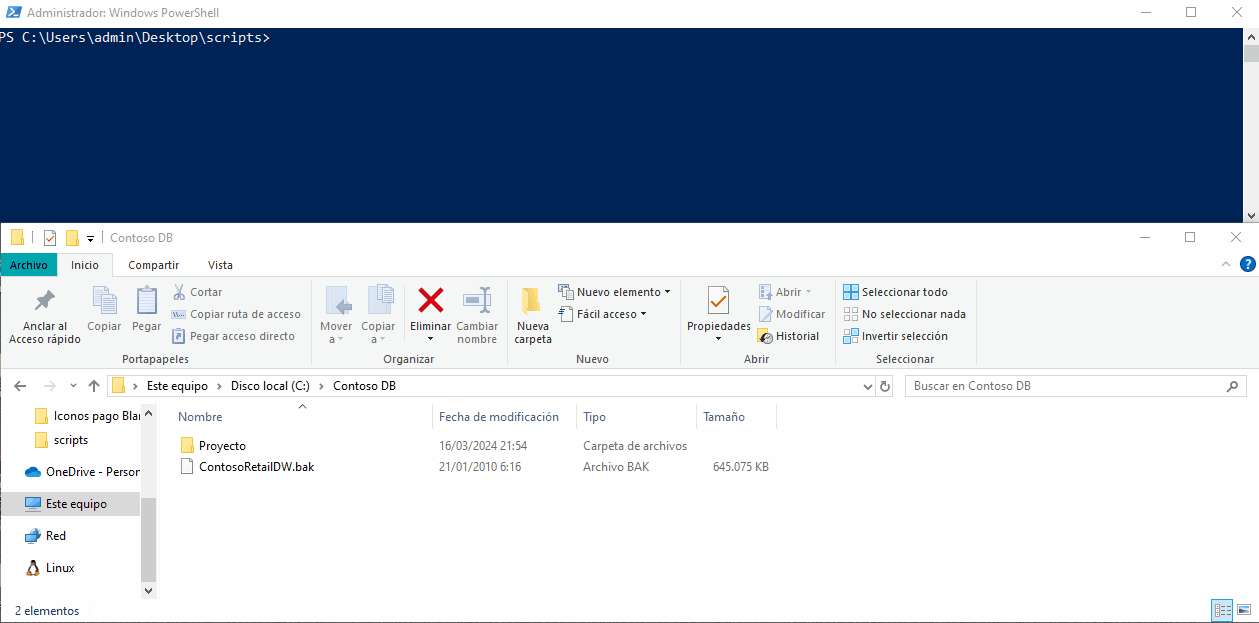 Administrador: Windows PowerShell
PS C:\Users\admin\Desktop\scripts>
Contoso DB
Archivo Inicio Compartir Vista
Anclar al Acceso rápido
Copiar
Pegar
Cortar
Copiar ruta de acceso
Pegar acceso directo
Portapapeles
Mover a
Copiar a
Eliminar
Cambiar nombre
Organizar
Nueva carpeta
Nuevo elemento
Fácil acceso
Nuevo
Propiedades
Abrir
Modificar
Historial
Abrir
Seleccionar todo
No seleccionar nada
Invertir selección
Seleccionar
Este equipo > Disco local (C:) > Contoso DB
Buscar en Contoso DB
Iconos pago Bla
scripts
OneDrive - Person
Este equipo
Red
Linux
Nombre Fecha de modificación Tipo Tamaño
Proyecto 16/03/2024 21:54 Carpeta de archivos
ContosoRetailDW.bak 21/01/2010 6:16 Archivo BAK 645.075 KB
2 elementos